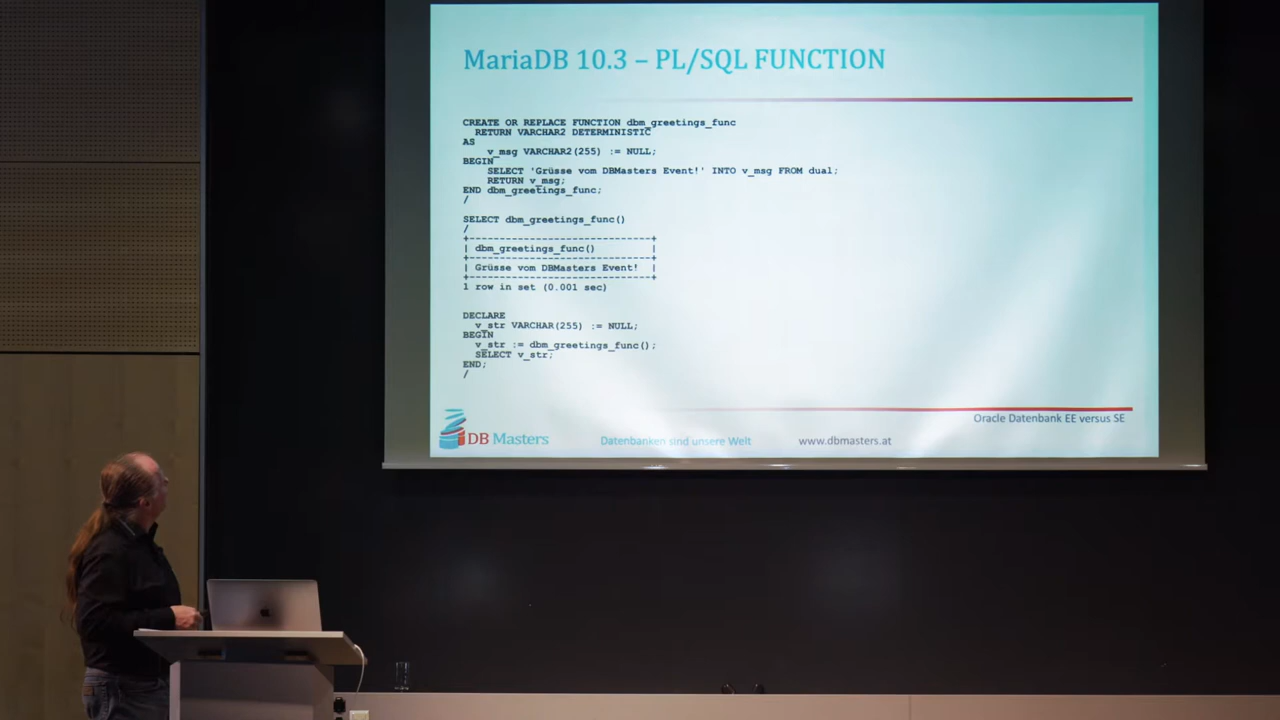 MariaDB 10.3 – PL/SQL FUNCTION
CREATE OR REPLACE FUNCTION dbm_greetings_func
RETURN VARCHAR2 DETERMINISTIC
AS
v_msg VARCHAR2(255) := NULL;
BEGIN
SELECT 'Grüsse vom DBMasters Event!' INTO v_msg FROM dual;
RETURN v_msg;
END dbm_greetings_func;
/
SELECT dbm_greetings_func()
/
+------------------------------+
| dbm_greetings_func() |
+------------------------------+
| Grüsse vom DBMasters Event! |
+------------------------------+
1 row in set (0.001 sec)
DECLARE
v_str VARCHAR(255) := NULL;
BEGIN
v_str := dbm_greetings_func();
SELECT v_str;
END;
/
Oracle Datenbank EE versus SE
DB Masters
Datenbanken sind unsere Welt
www.dbmasters.at